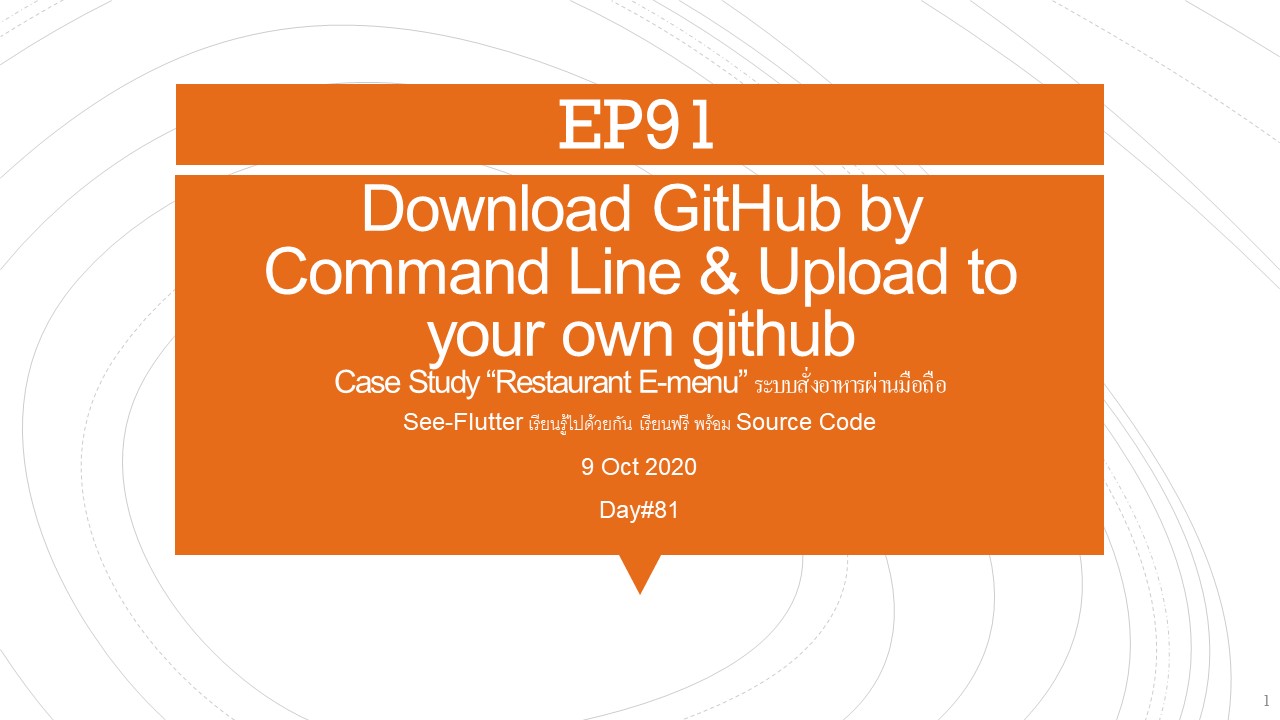 EP91
Download GitHub by
Command Line & Upload to
your own github
Case Study “Restaurant E-menu” ระบบสั่งอาหารผ่านมือถือ
See-Flutter เรียนรู้ไปด้วยกัน เรียนฟรี พร้อม Source Code
9 Oct 2020
Day#81
1